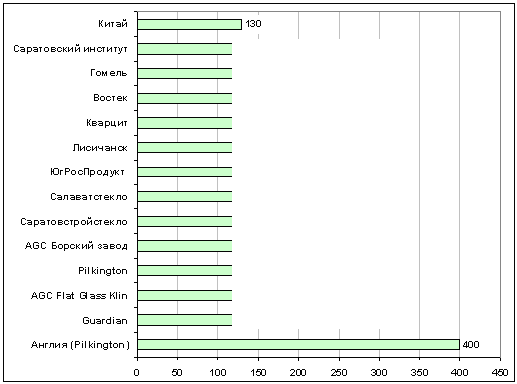 Китай 130
Саратовский институт
Гомель
Востек
Кварцит
Лисичанск
ЮгРосПродукт
Салаватстекло
Саратовстройстекло
AGC Борский завод
Pilkington
AGC Flat Glass Klin
Guardian
Англия (Pilkington) 400
0 50 100 150 200 250 300 350 400 450